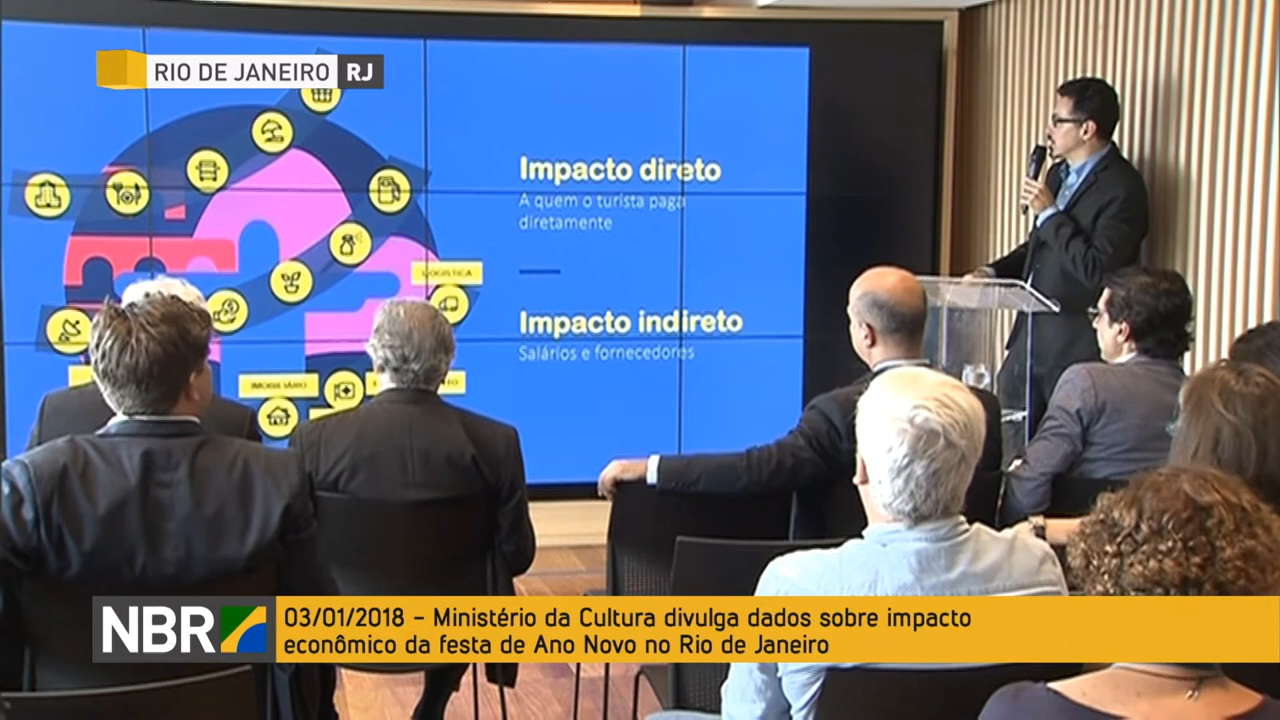 RIO DE JANEIRO RJ
Impacto direto
A quem o turista paga
diretamente
LOGÍSTICA
Impacto indireto
Salários e fornecedores
IMOBILIÁRIO
NBR
03/01/2018 – Ministério da Cultura divulga dados sobre impacto
econômico da festa de Ano Novo no Rio de Janeiro